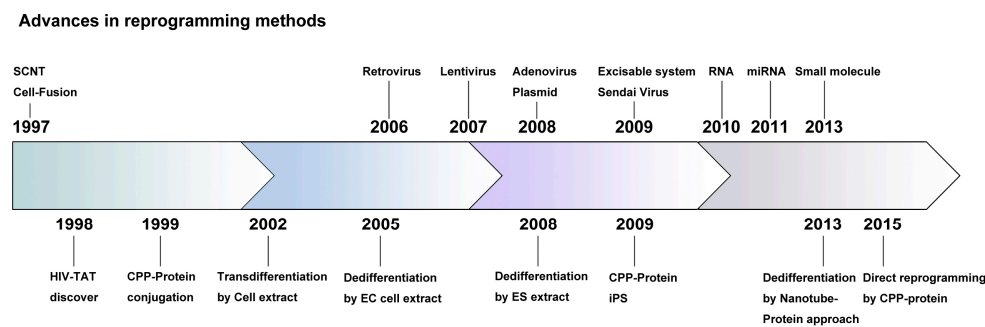 Advances in reprogramming methods
SCNT
Cell-Fusion
Retrovirus
Lentivirus
Adenovirus
Plasmid
Excisable system
Sendai Virus
RNA
miRNA
Small molecule
1997
2006
2007
2008
2009
2010
2011
2013
1998
1999
2002
2005
2008
2009
2013
2015
HIV-TAT
discover
CPP-Protein
conjugation
Transdifferentiation
by Cell extract
Dedifferentiation
by EC cell extract
Dedifferentiation
by ES extract
CPP-Protein
iPS
Dedifferentiation
by Nanotube-
Protein approach
Direct reprogramming
by CPP-protein